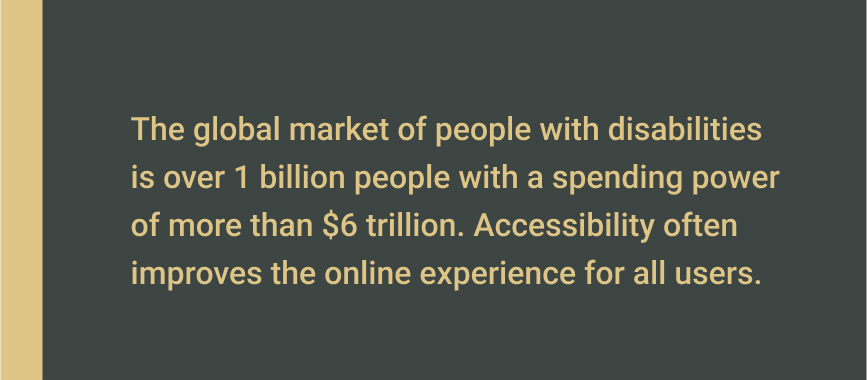 The global market of people with disabilities
is over 1 billion people with a spending power
of more than $6 trillion. Accessibility often
improves the online experience for all users.